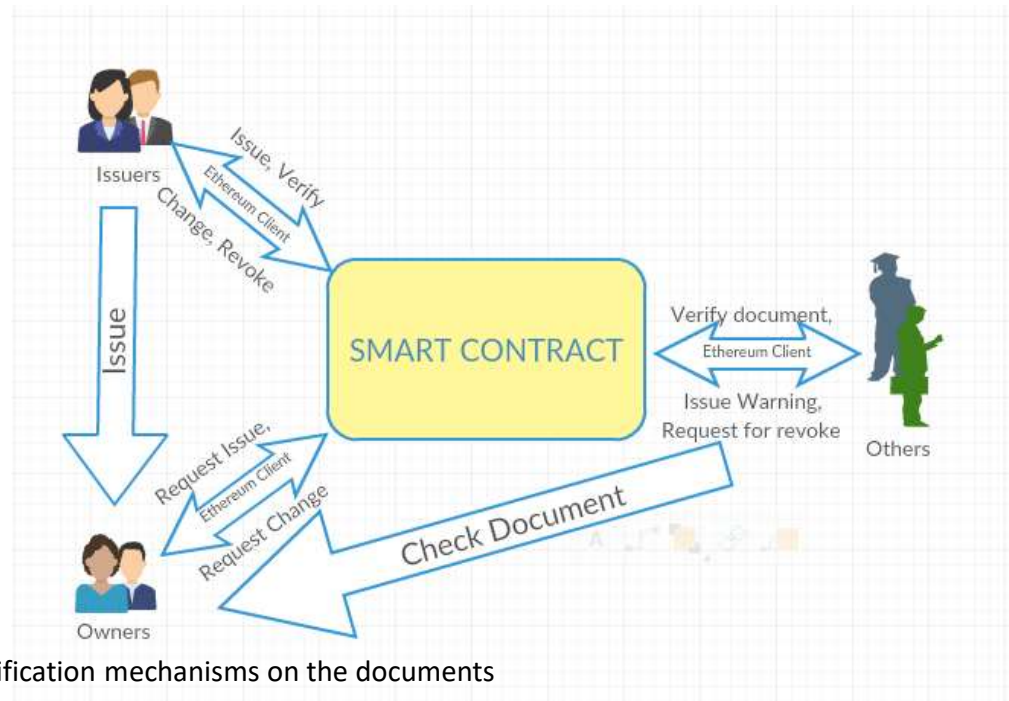 Issuers
Issue, Verify
Ethereum Client
Change, Revoke
Issue
SMART CONTRACT
Verify document,
Ethereum Client
Issue Warning,
Request for revoke
Others
Request Issue,
Ethereum Client
Request Change
Check Document
Owners
mechanisms on the documents